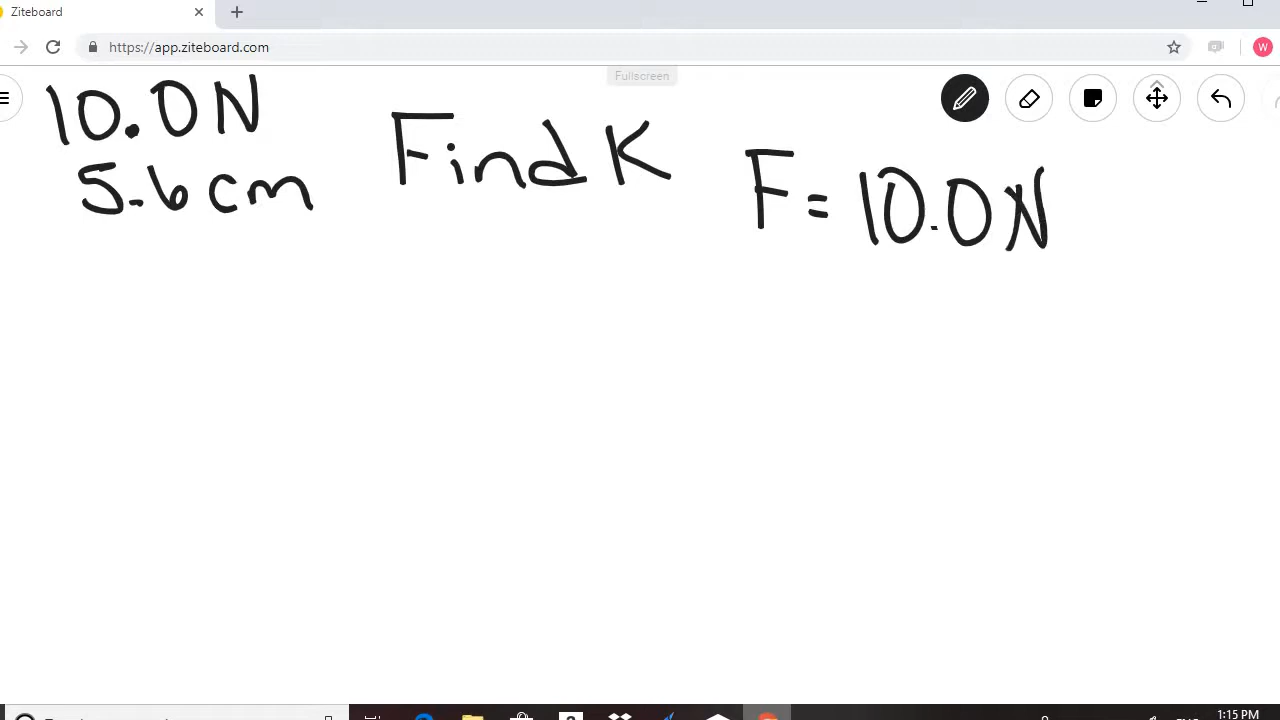 Ziteboard
https://app.ziteboard.com
W
Fullscreen
10.0N
5.6cm
Find K
F = 10.0N
1:15 PM